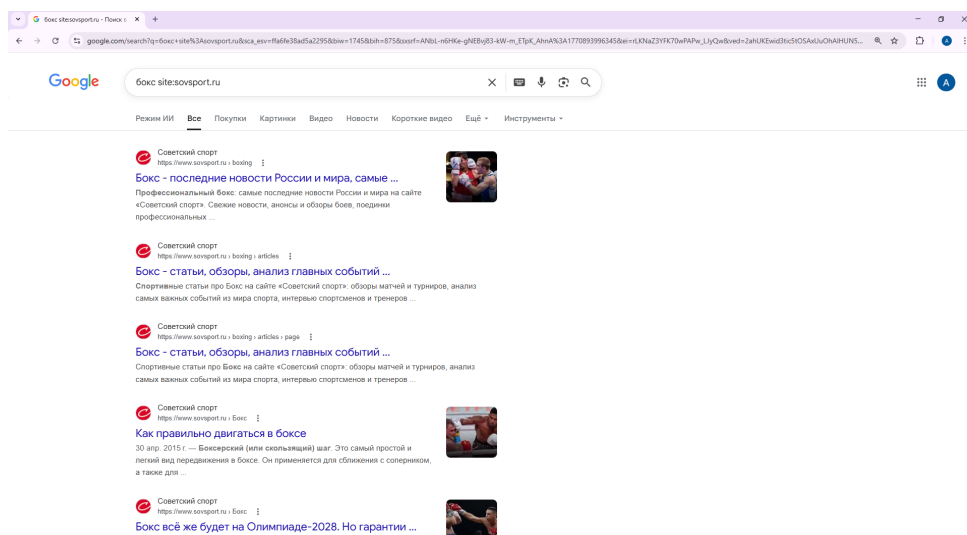 бокс site:sovsport.ru - Поиск в
google.com/search?q=бокс+site%3Asovsport.ru&sca_esv=ffa6fe38ad5a2295&biw=1745&bih=875&sxsrf=ANbL-n6HKe-gNEBvj83-kW-m_ETpK_AhnA%3A1770893996345&ei=rLKNaZ3YFK70wPAPw_LJyQw&ved=2ahUKEwid3tic5tOSAxUuOhAIHUN5...
A
Google
бокс site:sovsport.ru
A
Режим ИИ Все Покупки Картинки Видео Новости Короткие видео Ещё Инструменты
Советский спорт
https://www.sovsport.ru › boxing
Бокс - последние новости России и мира, самые ...
Профессиональный бокс: самые последние новости России и мира на сайте
«Советский спорт». Свежие новости, анонсы и обзоры боев, поединки
профессиональных ...
Советский спорт
https://www.sovsport.ru › boxing › articles
Бокс - статьи, обзоры, анализ главных событий ...
Спортивные статьи про Бокс на сайте «Советский спорт»: обзоры матчей и турниров, анализ
самых важных событий из мира спорта, интервью спортсменов и тренеров ...
Советский спорт
https://www.sovsport.ru › boxing › articles › page
Бокс - статьи, обзоры, анализ главных событий ...
Спортивные статьи про Бокс на сайте «Советский спорт»: обзоры матчей и турниров, анализ
самых важных событий из мира спорта, интервью спортсменов и тренеров ...
Советский спорт
https://www.sovsport.ru › Бокс
Как правильно двигаться в боксе
30 апр. 2015 г. — Боксерский (или скользящий) шаг. Это самый простой и
легкий вид передвижения в боксе. Он применяется для сближения с соперником,
а также для ...
Советский спорт
https://www.sovsport.ru › Бокс
Бокс всё же будет на Олимпиаде-2028. Но гарантии ...